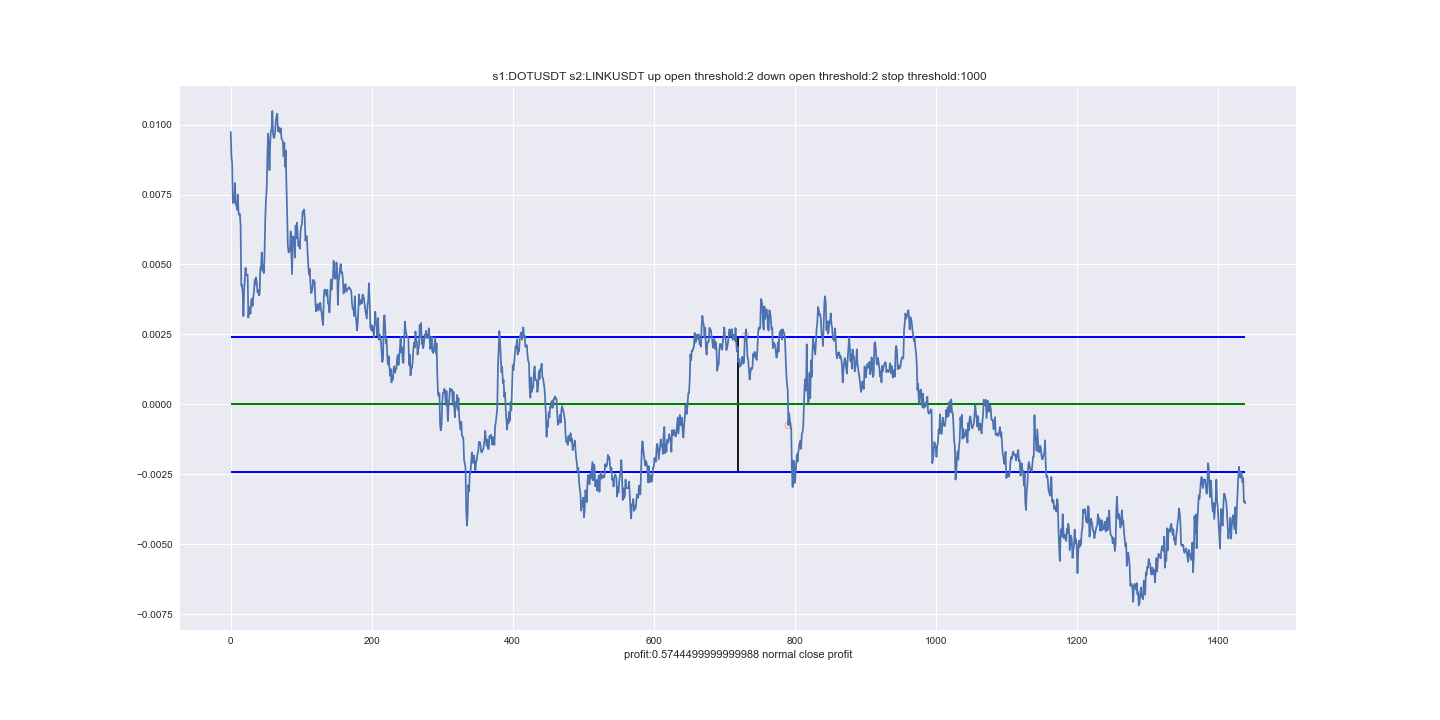 s1:DOTUSDT s2:LINKUSDT up open threshold:2 down open threshold:2 stop threshold:1000
0.0100
0.0075
0.0050
0.0025
0.0000
−0.0025
−0.0050
−0.0075
0 200 400 600 800 1000 1200 1400
profit:0.5744499999999988 normal close profit